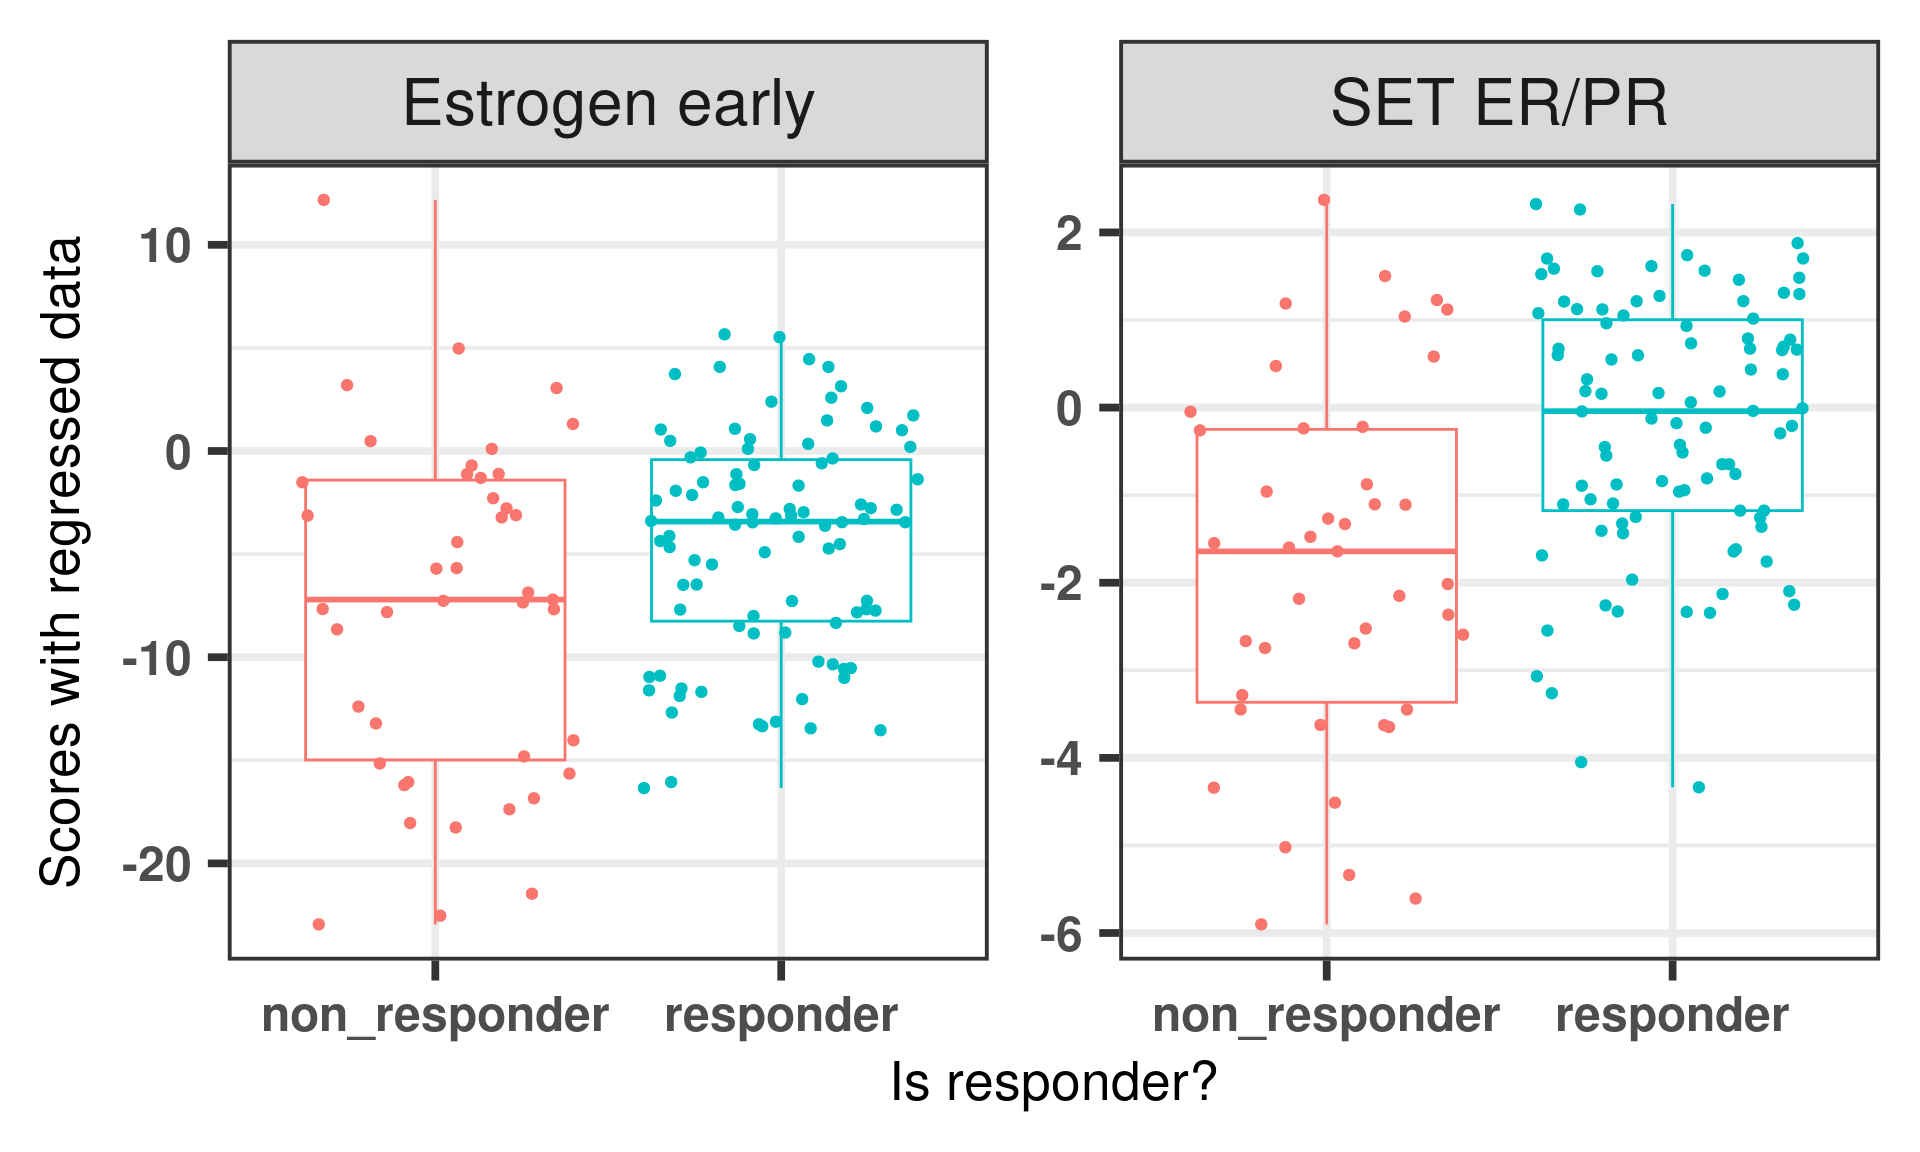 Estrogen early
SET ER/PR
Scores with regressed data
10
0
-10
-20
2
0
-2
-4
-6
non_responder
responder
non_responder
responder
Is responder?